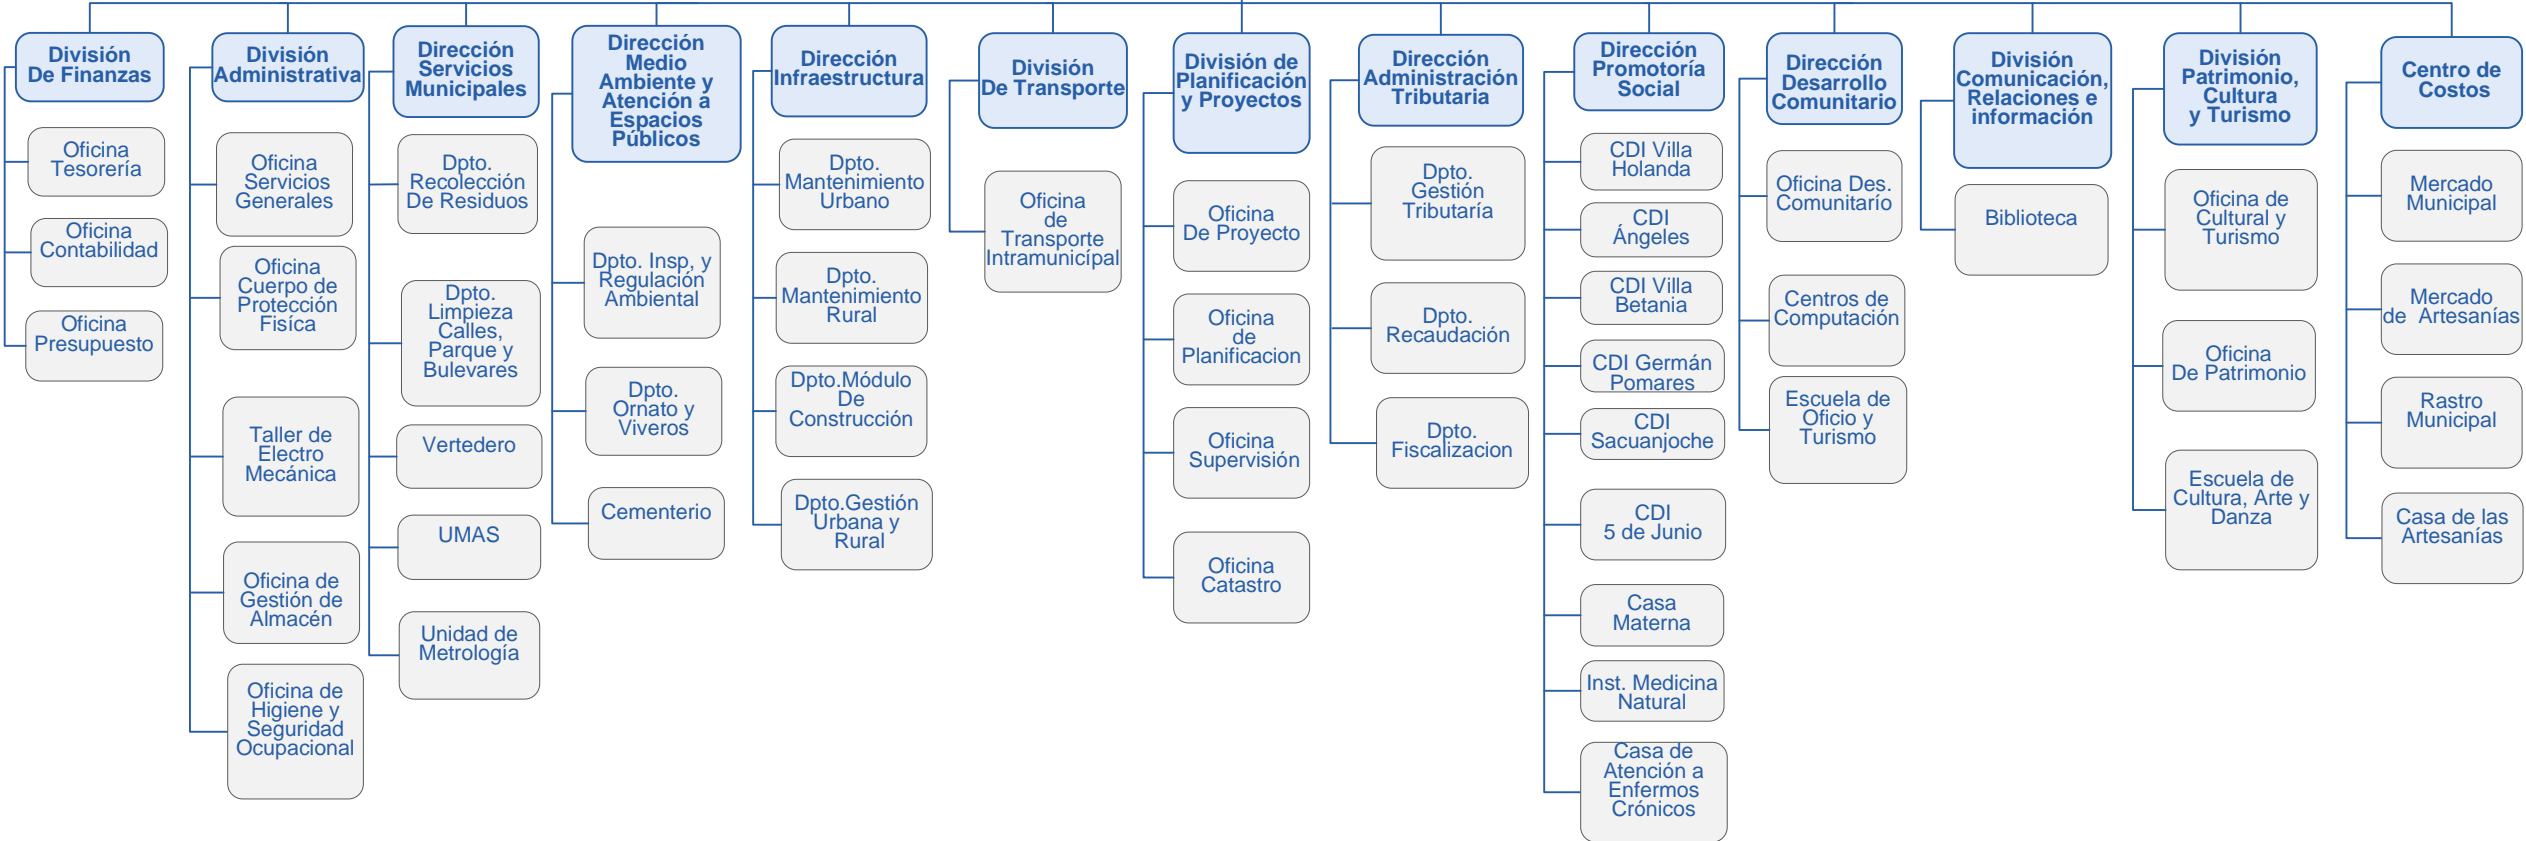 División
De Finanzas
Oficina
Tesorería
Oficina
Contabilidad
Oficina
Presupuesto
División
Administrativa
Oficina
Servicios
Generales
Oficina
Cuerpo de
Protección
Fisíca
Taller de
Electro
Mecánica
Oficina de
Gestión de
Almacén
Oficina de
Higiene y
Seguridad
Ocupacional
Dirección
Servicios
Municipales
Dpto.
Recolección
De Residuos
Dpto.
Limpieza
Calles,
Parque y
Bulevares
Vertedero
UMAS
Unidad de
Metrología
Dirección
Medio
Ambiente y
Atención a
Espacios
Públicos
Dpto. Insp, y
Regulación
Ambiental
Dpto.
Ornato y
Viveros
Cementerio
Dirección
Infraestructura
Dpto.
Mantenimiento
Urbano
Dpto.
Mantenimiento
Rural
Dpto.Módulo
De
Construcción
Dpto.Gestión
Urbana y
Rural
División
De Transporte
Oficina
de
Transporte
Intramunicípal
División de
Planificación
y Proyectos
Oficina
De Proyecto
Oficina
de
Planificacion
Oficina
Supervisión
Oficina
Catastro
Dirección
Administración
Tributaria
Dpto.
Gestión
Tributaría
Dpto.
Recaudación
Dpto.
Fiscalizacion
Dirección
Promotoría
Social
CDI Villa
Holanda
CDI
Ángeles
CDI Villa
Betania
CDI Germán
Pomares
CDI
Sacuanjoche
CDI
5 de Junio
Casa
Materna
Inst. Medicina
Natural
Casa de
Atención a
Enfermos
Crónicos
Dirección
Desarrollo
Comunitario
Oficina Des.
Comunitario
Centros de
Computación
Escuela de
Oficio y
Turismo
División
Comunicación,
Relaciones e
información
Biblioteca
División
Patrimonio,
Cultura
y Turismo
Oficina de
Cultural y
Turismo
Oficina
De Patrimonio
Escuela de
Cultura, Arte y
Danza
Centro de
Costos
Mercado
Municipal
Mercado
de Artesanías
Rastro
Municipal
Casa de las
Artesanías